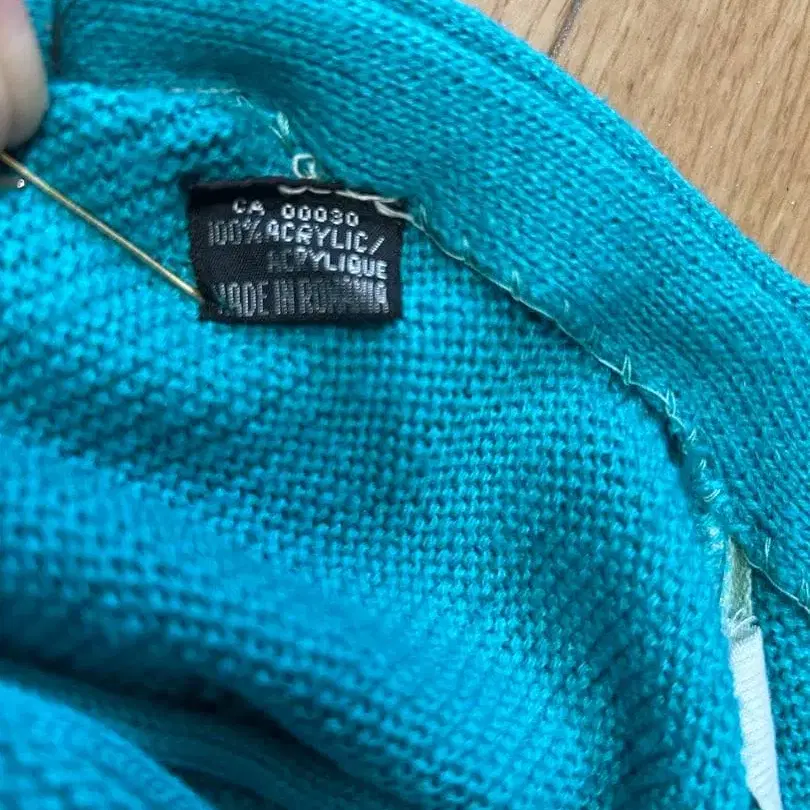 CA 00030
100% ACRYLIC/
ACRYLIQUE
MADE IN ROMANIA